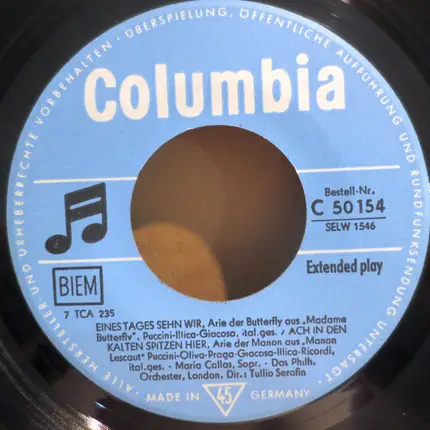 ALLE HERSTELLER- UND URHEBERRECHTE VORBEHALTEN · ÜBERSPIELUNG, ÖFFENTLICHE AUFFÜHRUNG UND RUNDFUNKSENDUNG UNTERSAGT ·
Columbia
Bestell-Nr.
C 50154
SELW 1546
BIEM
Extended play
7 TCA 235
EINES TAGES SEHN WIR, Arie der Butterfly aus „Madame
Butterfly", Puccini-Illica-Giacosa, ital.ges. / ACH IN DEN
KALTEN SPITZEN HIER, Arie der Manon aus „Manon
Lescaut" Puccini-Oliva-Praga-Giacosa-Illica-Ricordi,
ital.ges. - Maria Callas, Sopr. - Das Philh.
Orchester, London, Dir.: Tullio Serafin
MADE IN 45 GERMANY